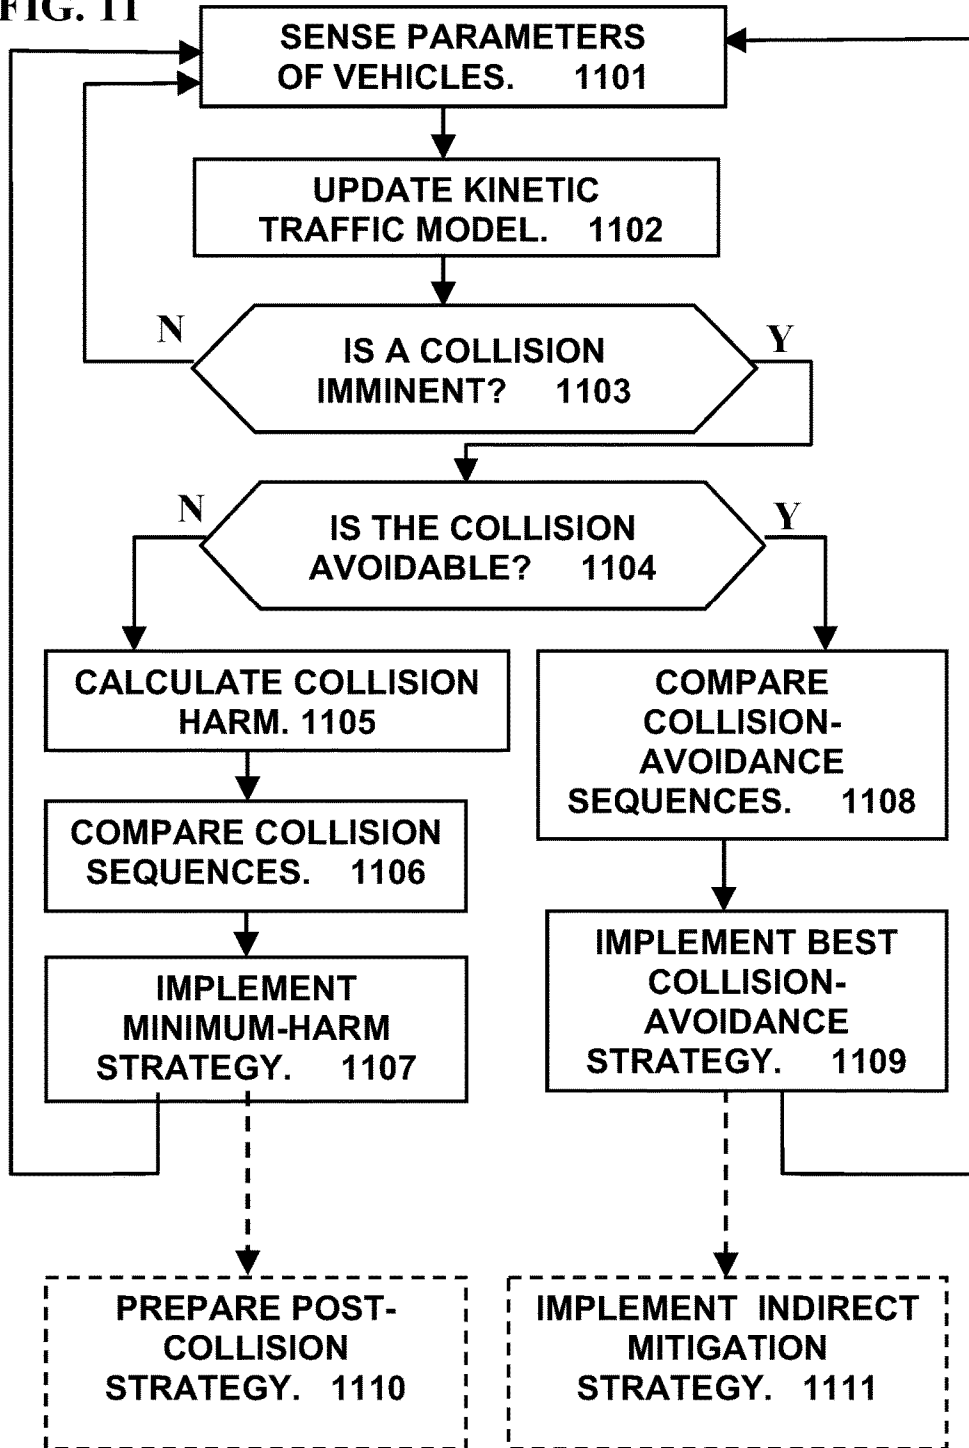 FIG. 11
SENSE PARAMETERS
OF VEHICLES. 1101
UPDATE KINETIC
TRAFFIC MODEL. 1102
N
Y
IS A COLLISION
IMMINENT? 1103
N
Y
IS THE COLLISION
AVOIDABLE? 1104
CALCULATE COLLISION
HARM. 1105
COMPARE COLLISION
SEQUENCES. 1106
IMPLEMENT
MINIMUM-HARM
STRATEGY. 1107
COMPARE
COLLISION-
AVOIDANCE
SEQUENCES. 1108
IMPLEMENT BEST
COLLISION-
AVOIDANCE
STRATEGY. 1109
PREPARE POST-
COLLISION
STRATEGY. 1110
IMPLEMENT INDIRECT
MITIGATION
STRATEGY. 1111